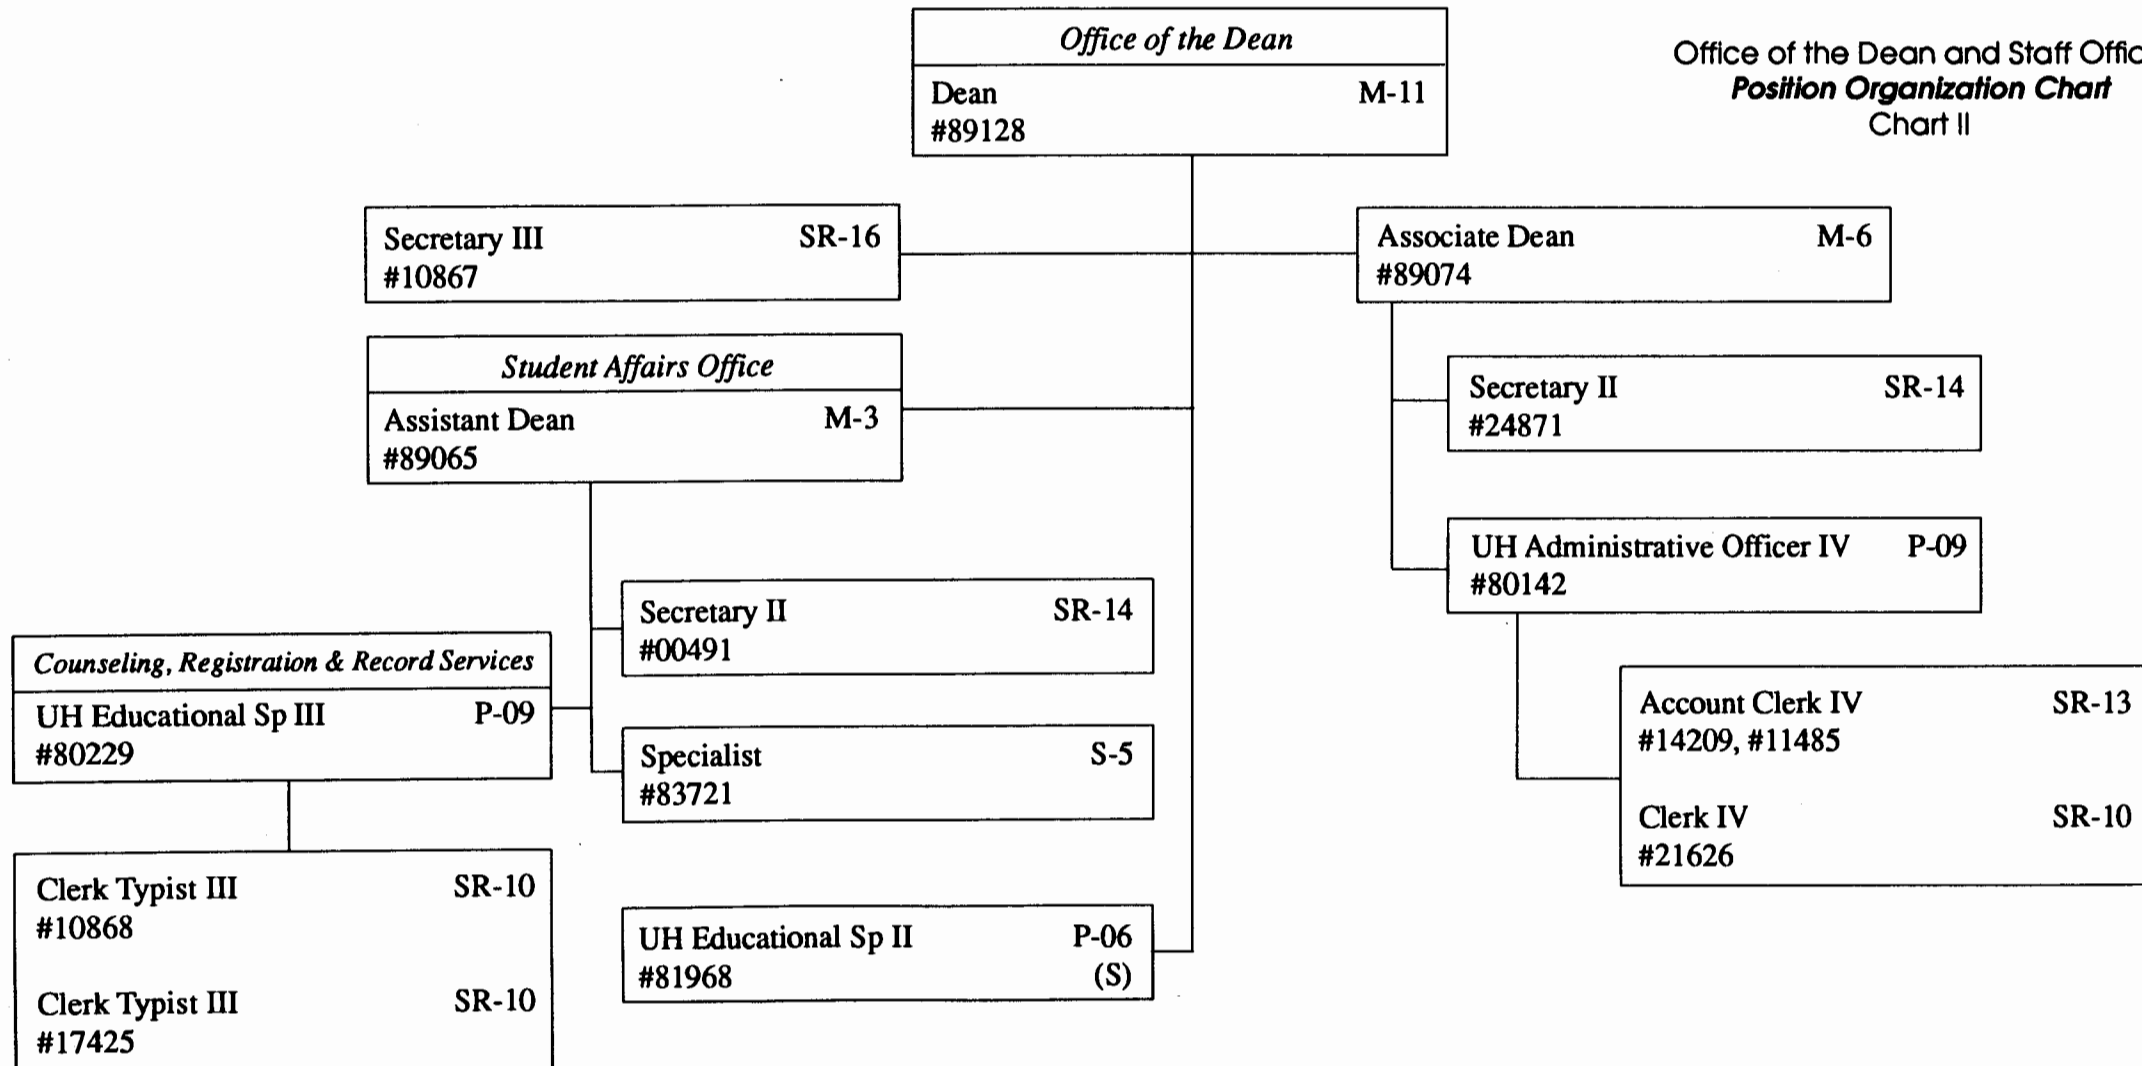 Office of the Dean
Dean M-11
#89128
Office of the Dean and Staff Offic
Position Organization Chart
Chart II
Secretary III SR-16
#10867
Associate Dean M-6
#89074
Student Affairs Office
Assistant Dean M-3
#89065
Secretary II SR-14
#24871
UH Administrative Officer IV P-09
#80142
Secretary II SR-14
#00491
Counseling, Registration & Record Services
UH Educational Sp III P-09
#80229
Specialist S-5
#83721
Account Clerk IV SR-13
#14209, #11485
Clerk IV SR-10
#21626
Clerk Typist III SR-10
#10868
Clerk Typist III SR-10
#17425
UH Educational Sp II P-06
#81968 (S)